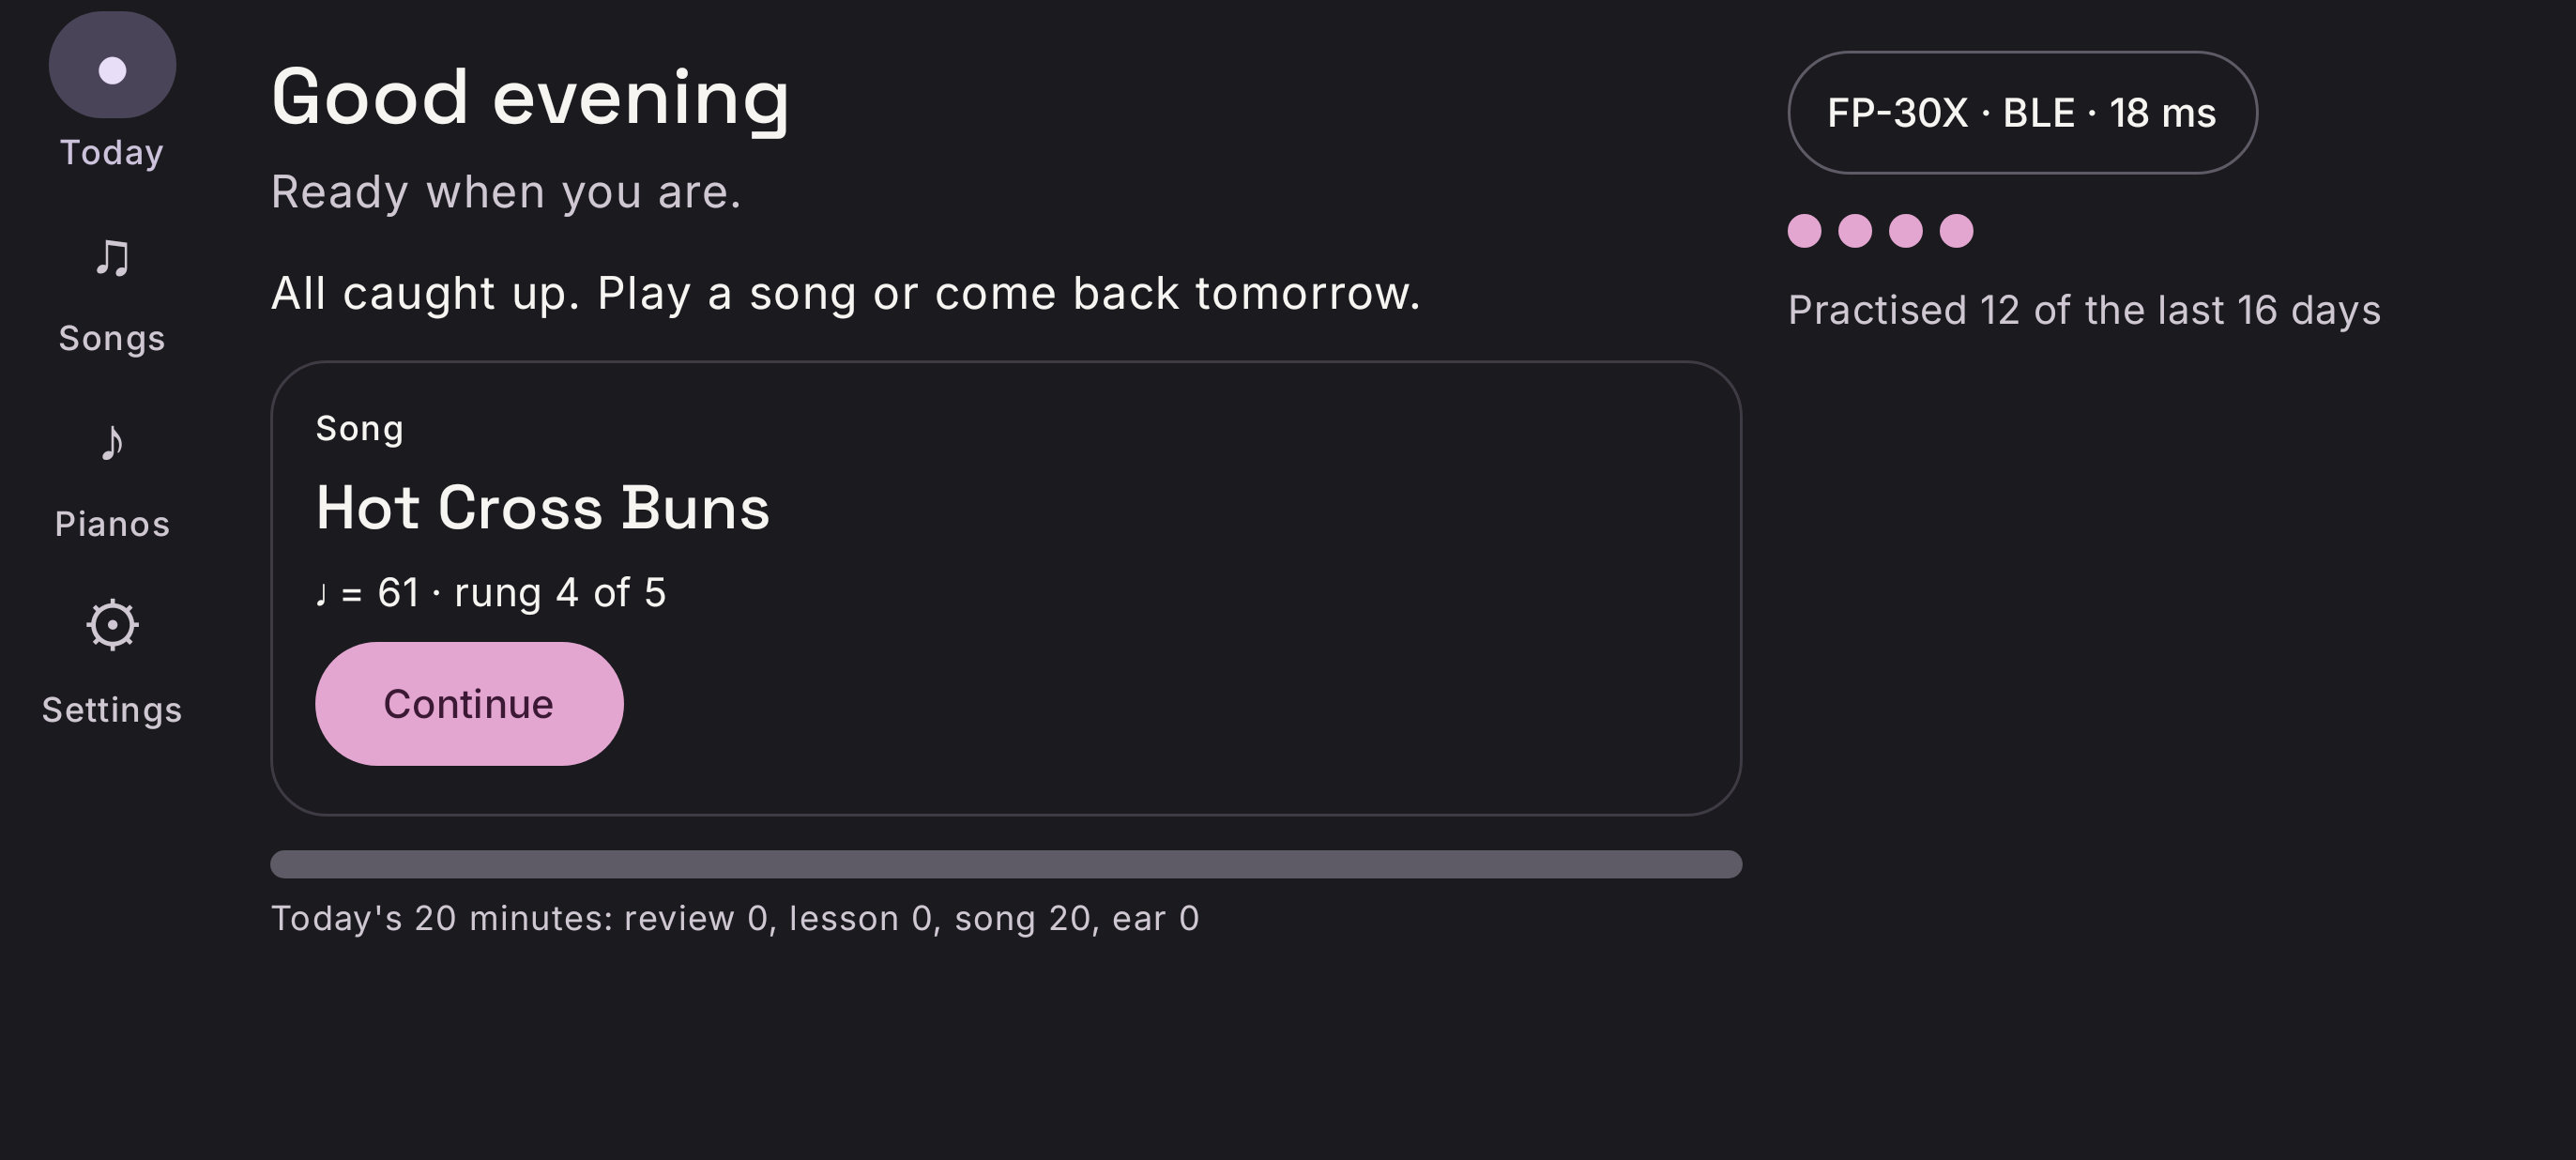 Today
Songs
Pianos
Settings
Good evening
Ready when you are.
All caught up. Play a song or come back tomorrow.
Song
Hot Cross Buns
♩ = 61 · rung 4 of 5
Continue
Today's 20 minutes: review 0, lesson 0, song 20, ear 0
FP-30X · BLE · 18 ms
Practised 12 of the last 16 days